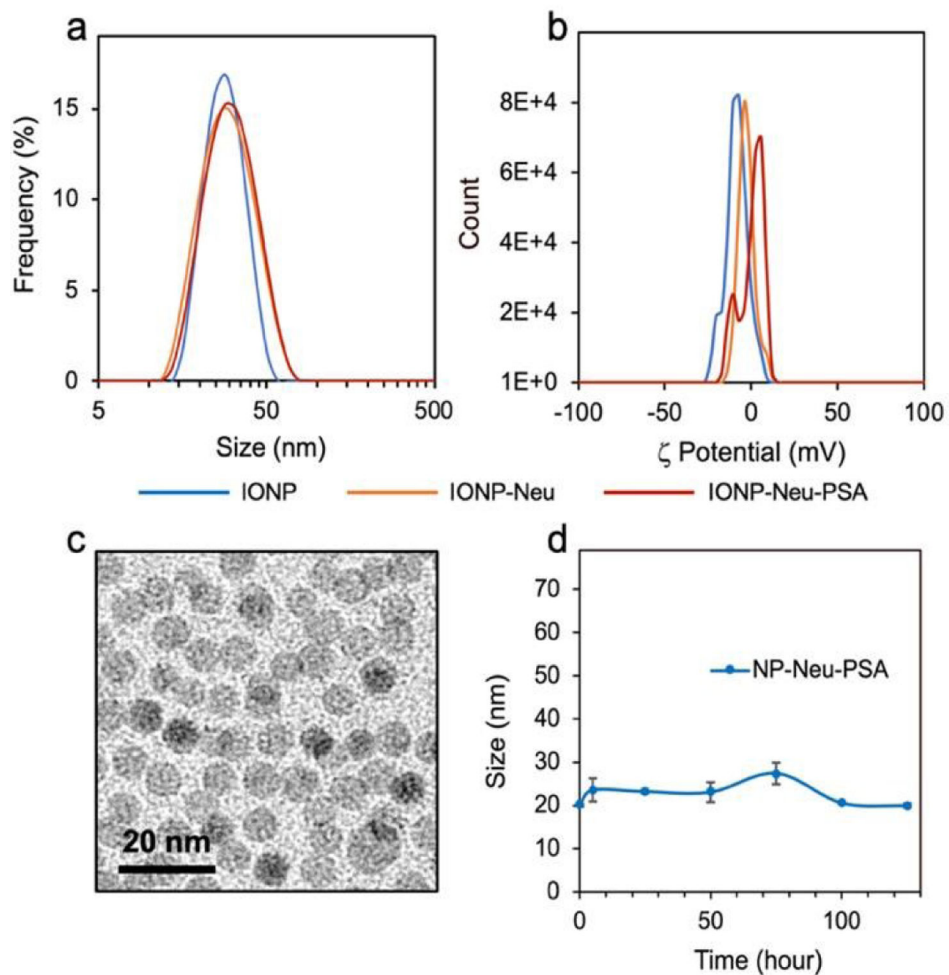 a
Frequency (%)
15
10
5
0
5 50 500
Size (nm)
b
Count
8E+4
6E+4
4E+4
2E+4
1E+0
-100 -50 0 50 100
ζ Potential (mV)
IONP IONP-Neu IONP-Neu-PSA
c
20 nm
d
Size (nm)
70
60
50
40
30
20
10
0
NP-Neu-PSA
0 50 100
Time (hour)